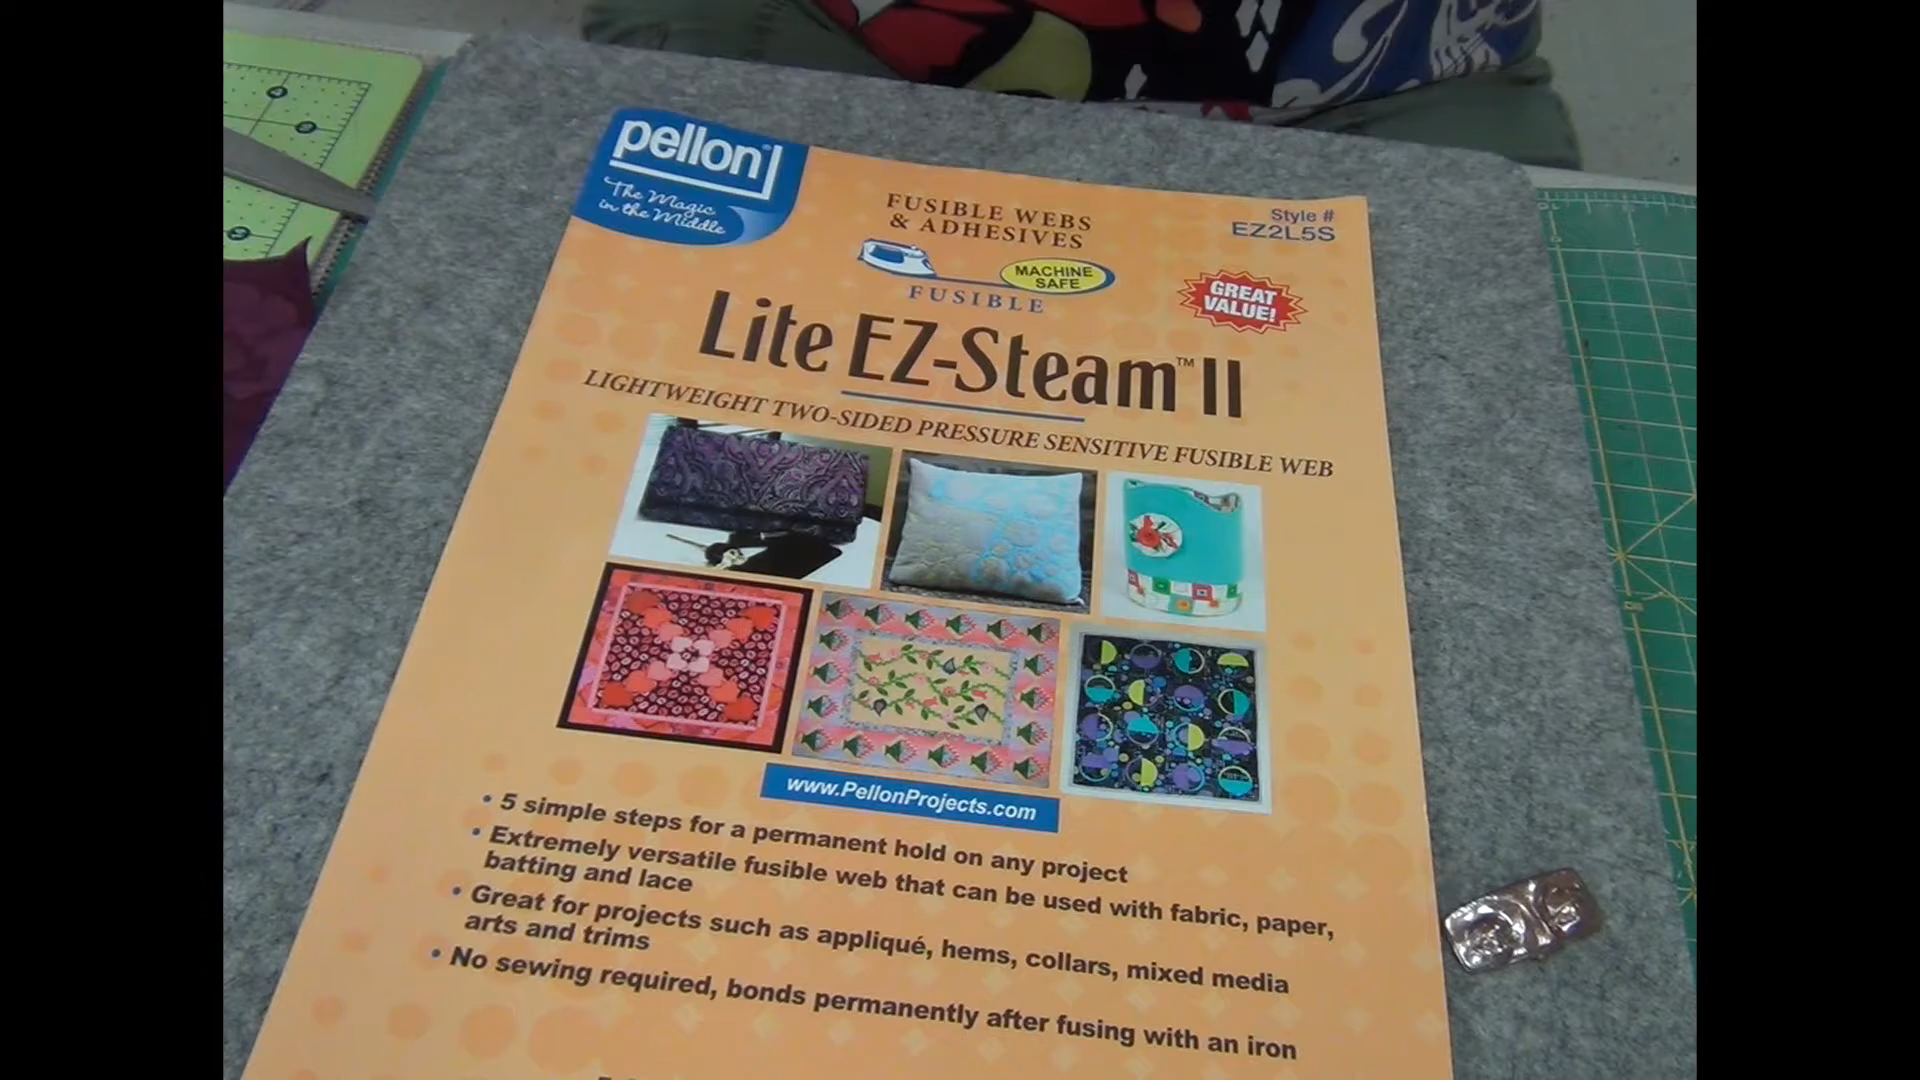 pellon®
The Magic
in the Middle
FUSIBLE WEBS
& ADHESIVES
Style #
EZ2L5S
MACHINE
SAFE
FUSIBLE
GREAT
VALUE!
Lite EZ-Steam™ II
LIGHTWEIGHT TWO-SIDED PRESSURE SENSITIVE FUSIBLE WEB
www.PellonProjects.com
• 5 simple steps for a permanent hold on any project
• Extremely versatile fusible web that can be used with fabric, paper,
batting and lace
• Great for projects such as appliqué, hems, collars, mixed media
arts and trims
• No sewing required, bonds permanently after fusing with an iron